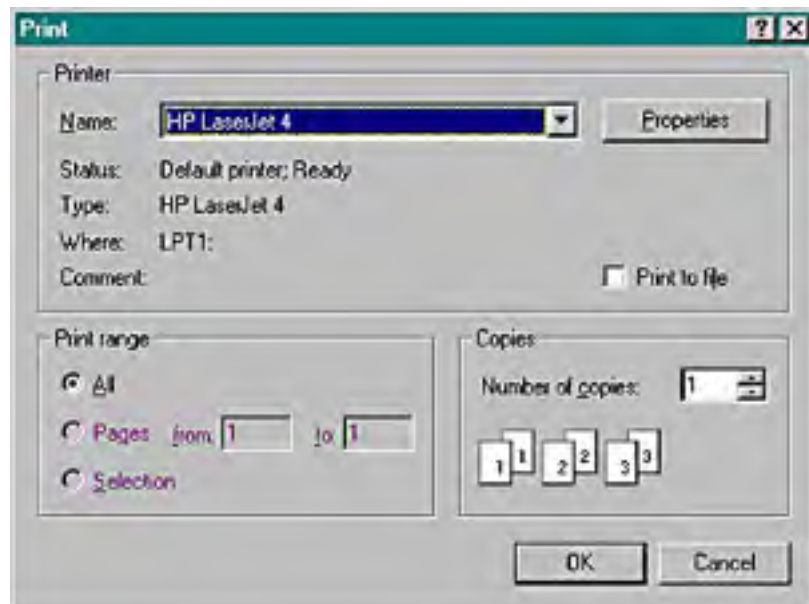 Print
Printer
Name: HP LaserJet 4 Properties
Status: Default printer; Ready
Type: HP LaserJet 4
Where: LPT1:
Comment: Print to file
Print range
All
Pages from: 1 to: 1
Selection
Copies
Number of copies: 1
1 1 2 2 3 3
OK Cancel